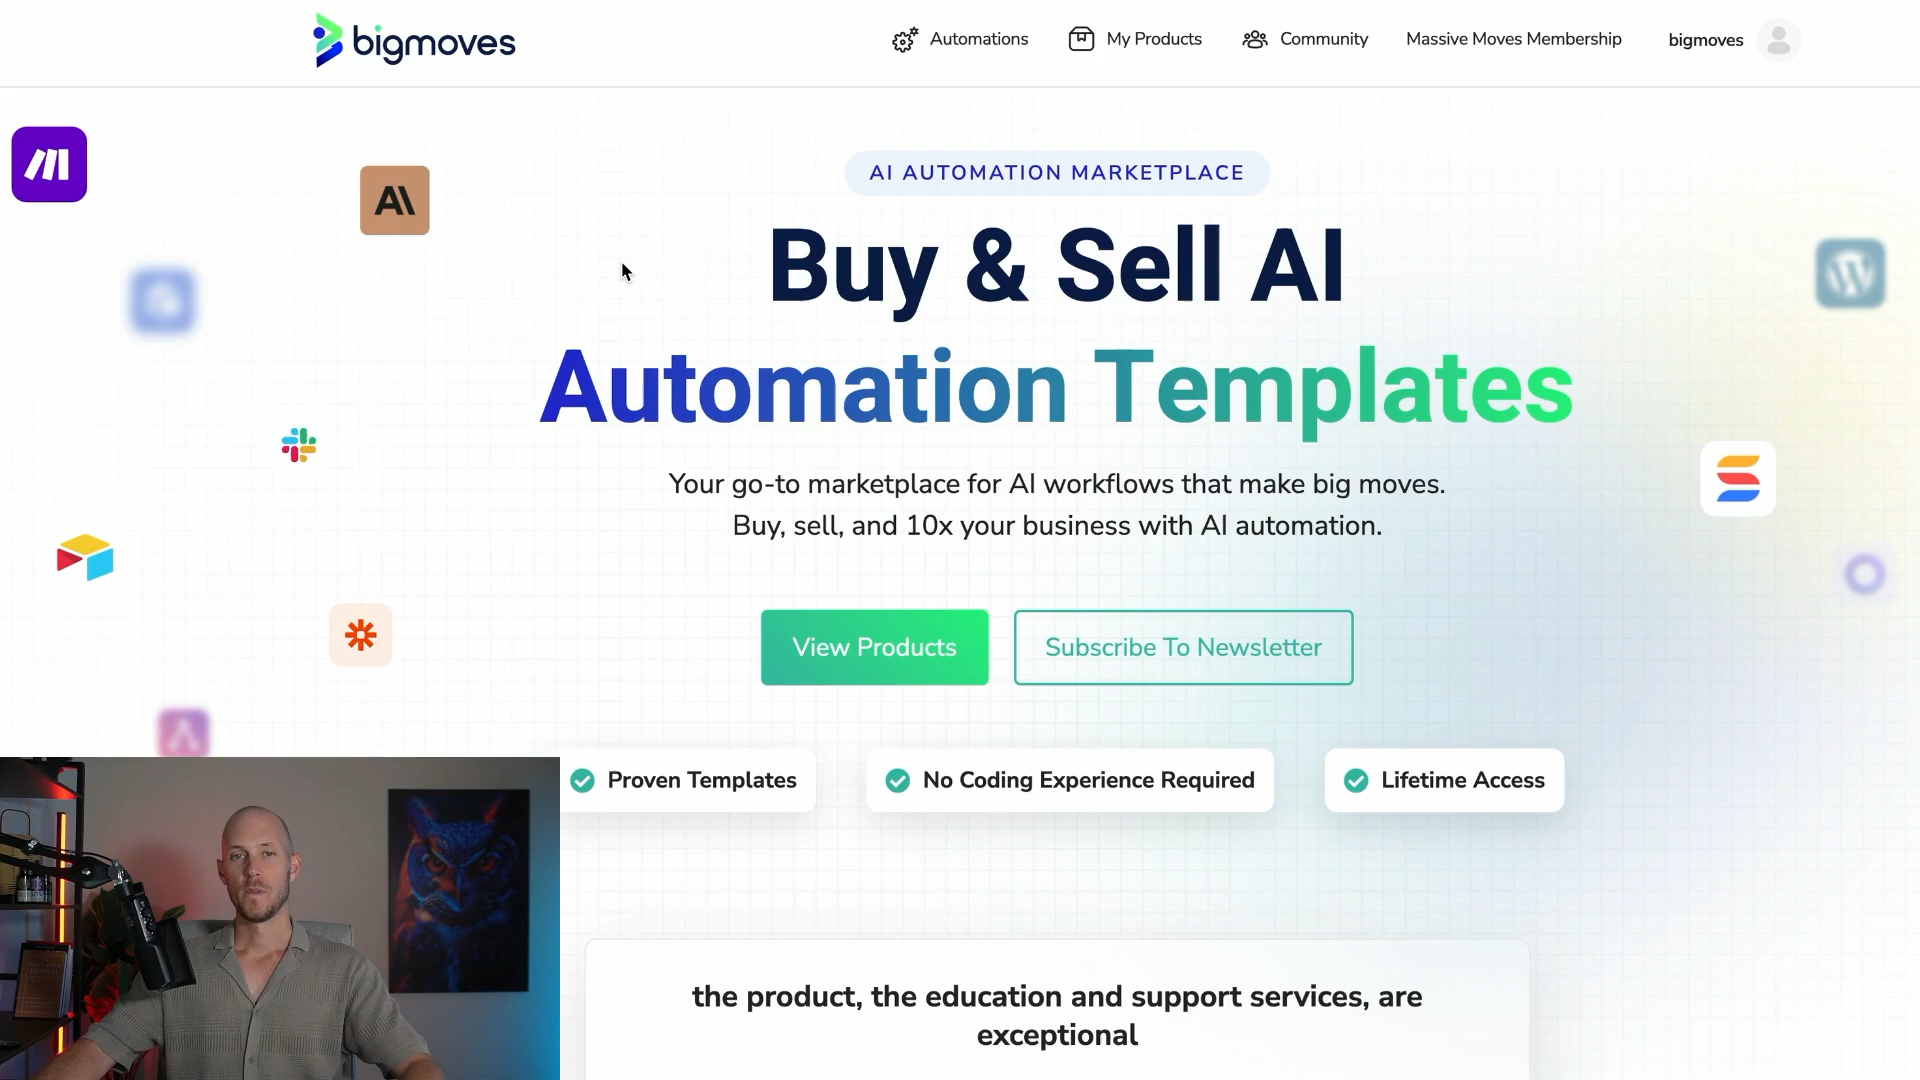 bigmoves
Automations
My Products
Community
Massive Moves Membership
bigmoves
AI AUTOMATION MARKETPLACE
Buy & Sell AI
Automation Templates
Your go-to marketplace for AI workflows that make big moves.
Buy, sell, and 10x your business with AI automation.
View Products
Subscribe To Newsletter
Proven Templates
No Coding Experience Required
Lifetime Access
the product, the education and support services, are
exceptional